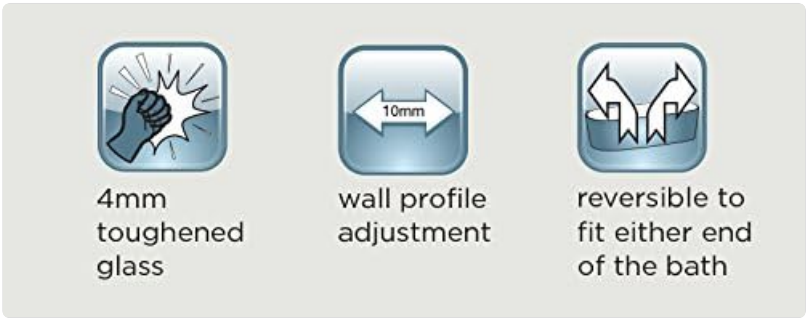 4mm
toughened
glass
10mm
wall profile
adjustment
reversible to
fit either end
of the bath